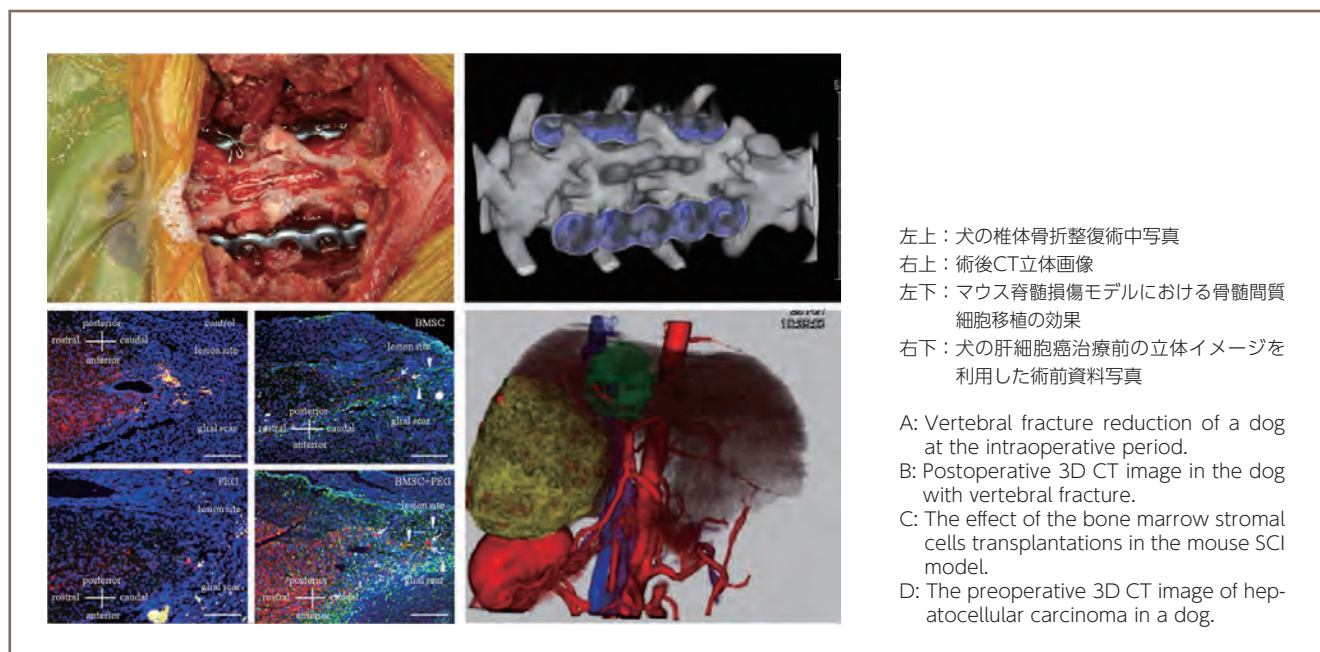 posterior
control
rostral
caudal
lesion site
anterior
glial scar
BMSC
lesion site
glial scar
posterior
rostral
caudal
anterior
PEG
lesion site
glial scar
posterior
rostral
caudal
anterior
BMSC+PEG
lesion site
glial scar
posterior
rostral
caudal
anterior
左上：犬の椎体骨折整復術中写真
右上：術後CT立体画像
左下：マウス脊髄損傷モデルにおける骨髄間質
細胞移植の効果
右下：犬の肝細胞癌治療前の立体イメージを
利用した術前資料写真
A: Vertebral fracture reduction of a dog
at the intraoperative period.
B: Postoperative 3D CT image in the dog
with vertebral fracture.
C: The effect of the bone marrow stromal
cells transplantations in the mouse SCI
model.
D: The preoperative 3D CT image of hep-
atocellular carcinoma in a dog.